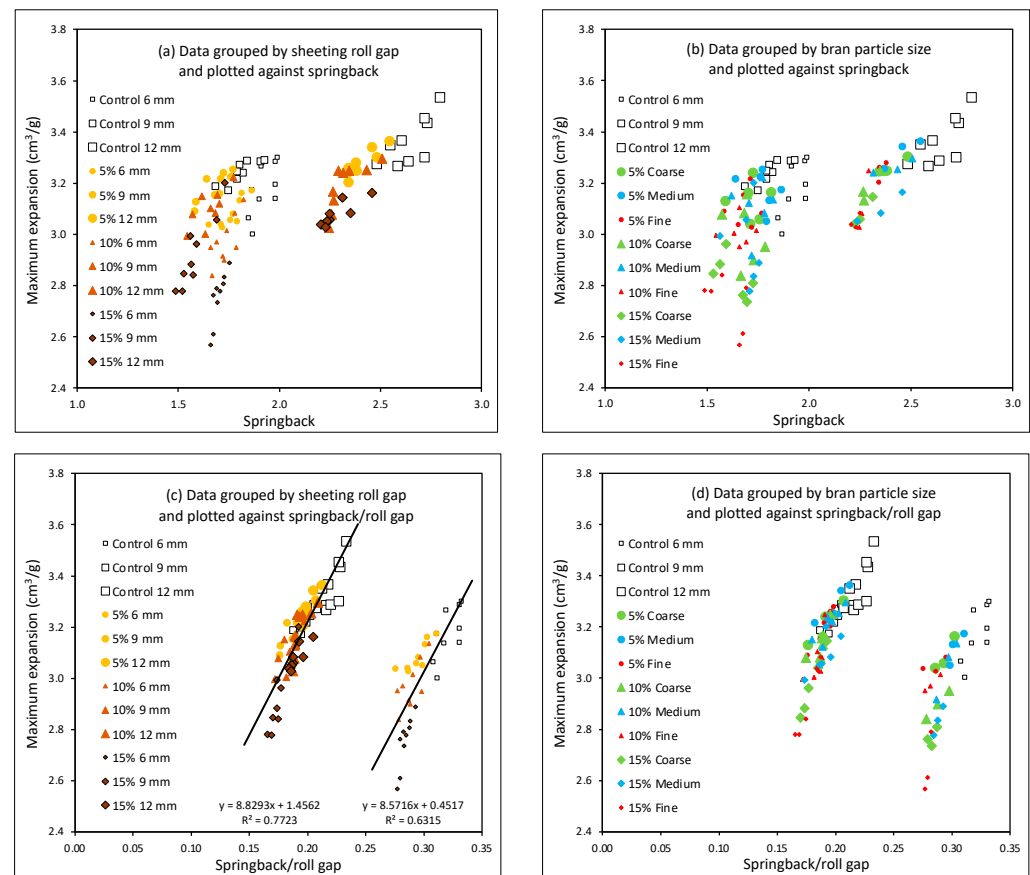 (a) Data grouped by sheeting roll gap
and plotted against springback
Maximum expansion (cm³/g)
3.8
3.6
3.4
3.2
3.0
2.8
2.6
2.4
Control 6 mm
Control 9 mm
Control 12 mm
5% 6 mm
5% 9 mm
5% 12 mm
10% 6 mm
10% 9 mm
10% 12 mm
15% 6 mm
15% 9 mm
15% 12 mm
1.0 1.5 2.0 2.5 3.0
Springback
(b) Data grouped by bran particle size
and plotted against springback
Maximum expansion (cm³/g)
3.8
3.6
3.4
3.2
3.0
2.8
2.6
2.4
Control 6 mm
Control 9 mm
Control 12 mm
5% Coarse
5% Medium
5% Fine
10% Coarse
10% Medium
10% Fine
15% Coarse
15% Medium
15% Fine
1.0 1.5 2.0 2.5 3.0
Springback
(c) Data grouped by sheeting roll gap
and plotted against springback/roll gap
Maximum expansion (cm³/g)
3.8
3.6
3.4
3.2
3.0
2.8
2.6
2.4
Control 6 mm
Control 9 mm
Control 12 mm
5% 6 mm
5% 9 mm
5% 12 mm
10% 6 mm
10% 9 mm
10% 12 mm
15% 6 mm
15% 9 mm
15% 12 mm
y = 8.8293x + 1.4562
R² = 0.7723
y = 8.5716x + 0.4517
R² = 0.6315
0.00 0.05 0.10 0.15 0.20 0.25 0.30 0.35
Springback/roll gap
(d) Data grouped by bran particle size
and plotted against springback/roll gap
Maximum expansion (cm³/g)
3.8
3.6
3.4
3.2
3.0
2.8
2.6
2.4
Control 6 mm
Control 9 mm
Control 12 mm
5% Coarse
5% Medium
5% Fine
10% Coarse
10% Medium
10% Fine
15% Coarse
15% Medium
15% Fine
0.00 0.05 0.10 0.15 0.20 0.25 0.30 0.35
Springback/roll gap